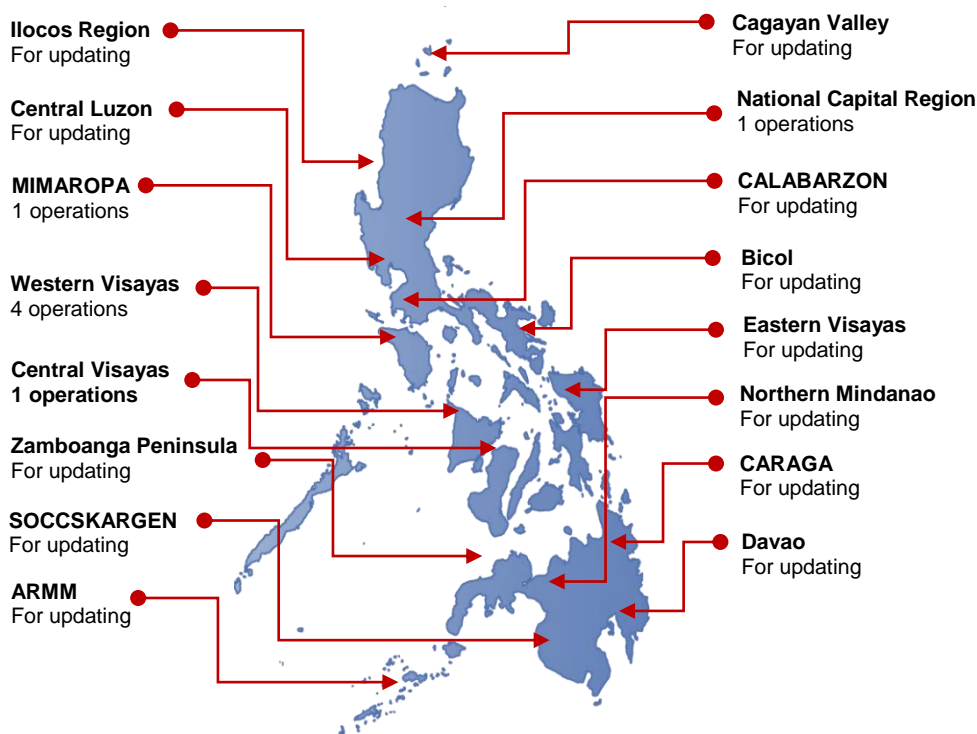 Ilocos Region
For updating
Central Luzon
For updating
MIMAROPA
1 operations
Western Visayas
4 operations
Central Visayas
1 operations
Zamboanga Peninsula
For updating
SOCCSKARGEN
For updating
ARMM
For updating
Cagayan Valley
For updating
National Capital Region
1 operations
CALABARZON
For updating
Bicol
For updating
Eastern Visayas
For updating
Northern Mindanao
For updating
CARAGA
For updating
Davao
For updating